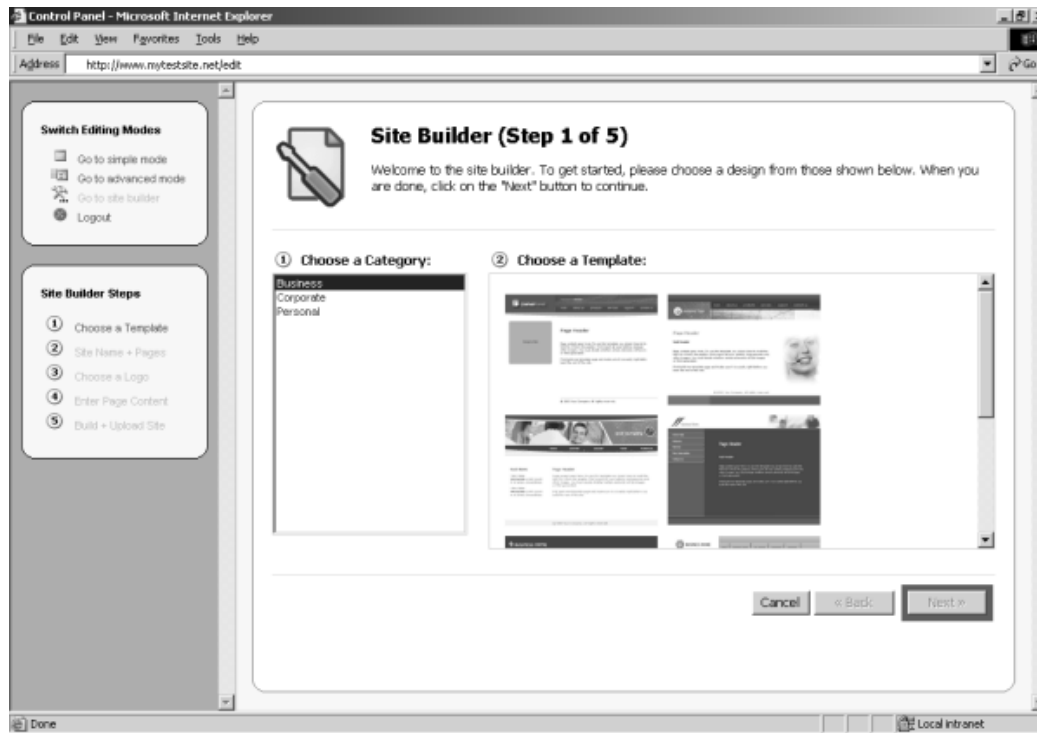 Control Panel - Microsoft Internet Explorer
File Edit View Favorites Tools Help
Address http://www.mytestsite.net/edit Go
Switch Editing Modes
Go to simple mode
Go to advanced mode
Go to site builder
Logout
Site Builder Steps
1 Choose a Template
2 Site Name + Pages
3 Choose a Logo
4 Enter Page Content
5 Build + Upload Site
Site Builder (Step 1 of 5)
Welcome to the site builder. To get started, please choose a design from those shown below. When you
are done, click on the "Next" button to continue.
1 Choose a Category:
Business
Corporate
Personal
2 Choose a Template:
Page Header
Page Header
Page Header
Page Header
Cancel « Back Next »
Done Local intranet